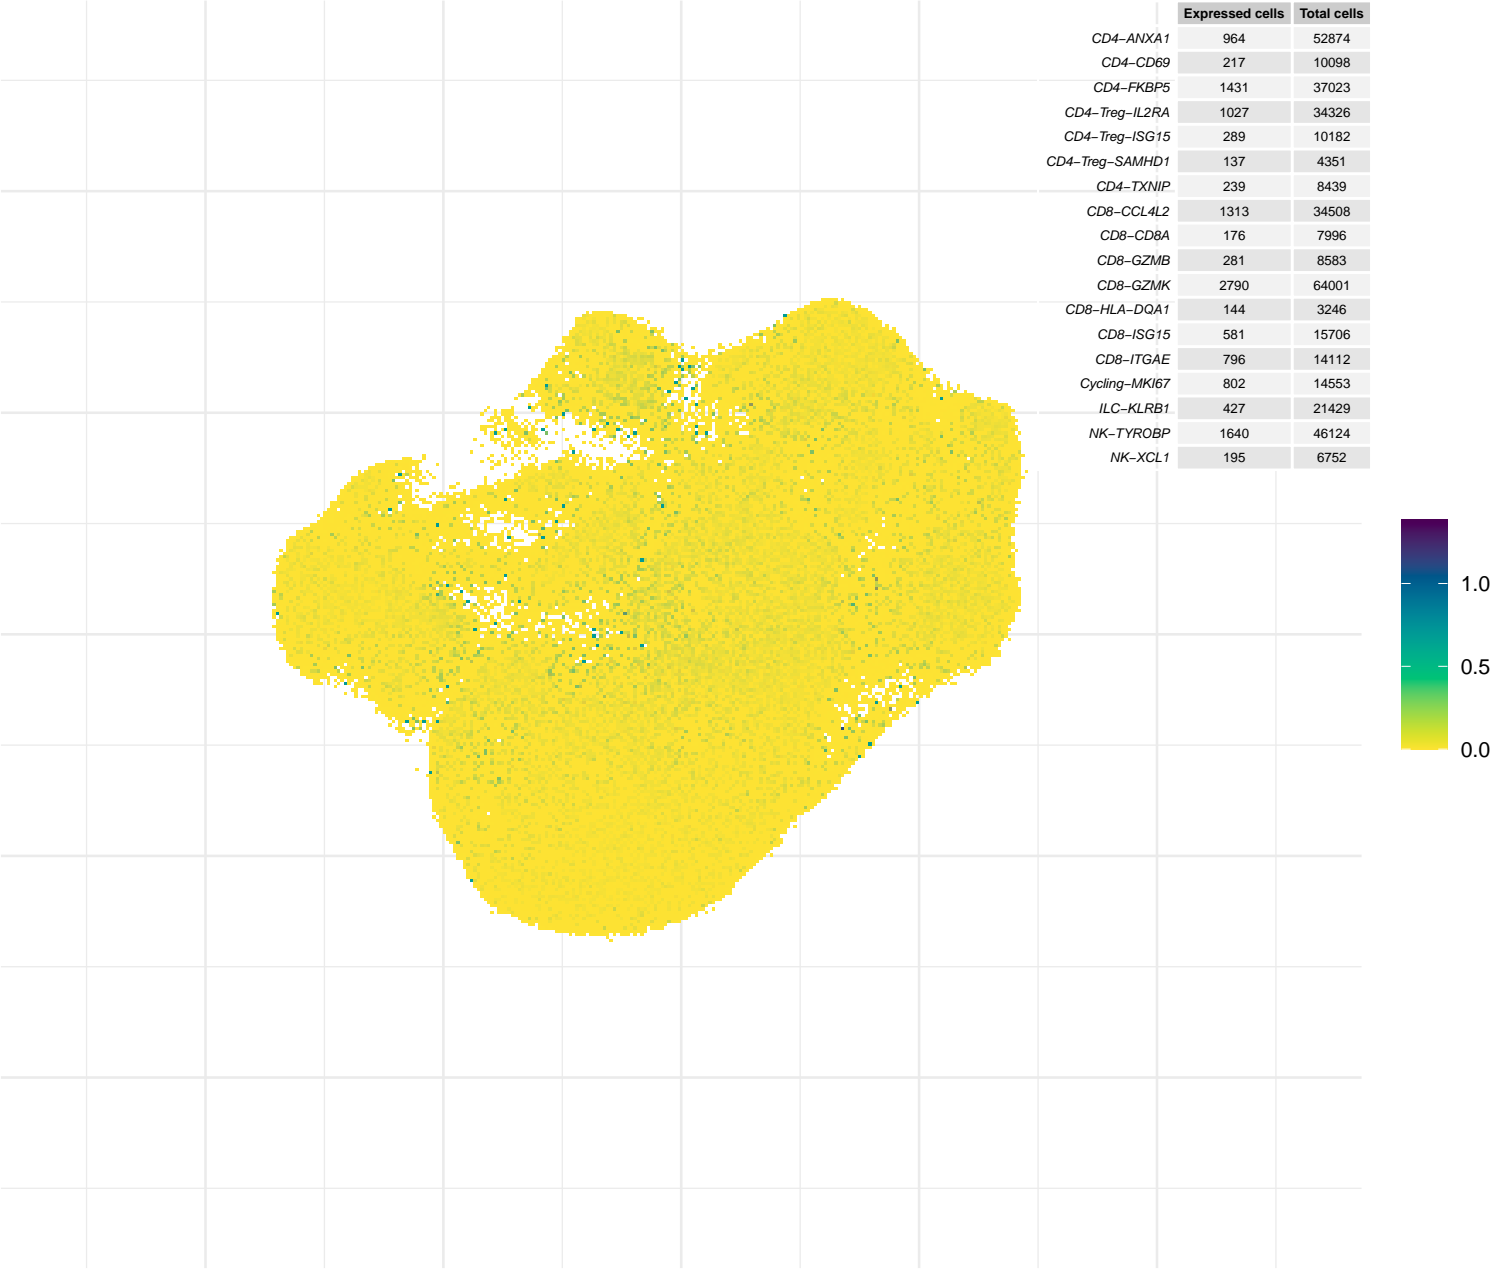 Expressed cells Total cells
CD4−ANXA1 964 52874
CD4−CD69 217 10098
CD4−FKBP5 1431 37023
CD4−Treg−IL2RA 1027 34326
CD4−Treg−ISG15 289 10182
CD4−Treg−SAMHD1 137 4351
CD4−TXNIP 239 8439
CD8−CCL4L2 1313 34508
CD8−CD8A 176 7996
CD8−GZMB 281 8583
CD8−GZMK 2790 64001
CD8−HLA−DQA1 144 3246
CD8−ISG15 581 15706
CD8−ITGAE 796 14112
Cycling−MKI67 802 14553
ILC−KLRB1 427 21429
NK−TYROBP 1640 46124
NK−XCL1 195 6752
1.0
0.5
0.0